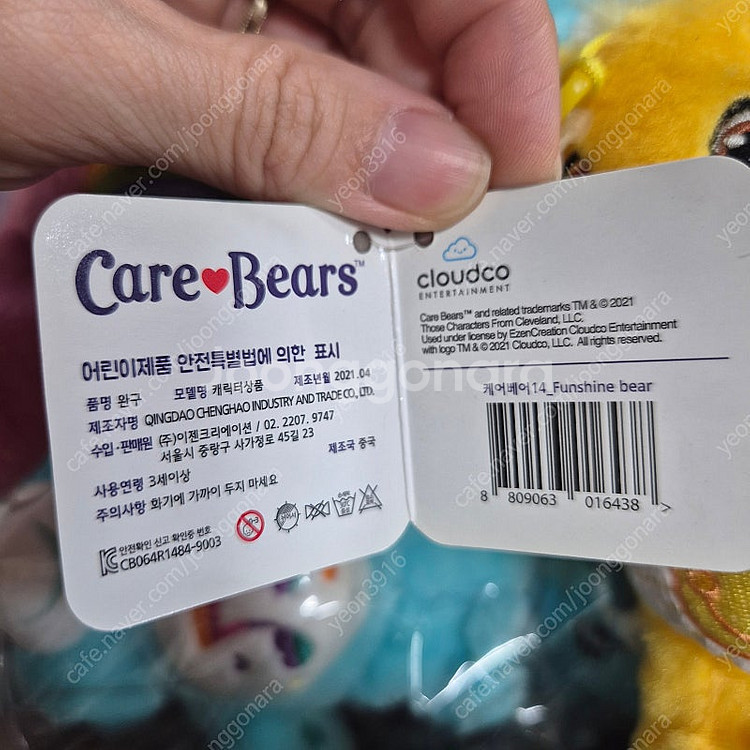 Care Bears™
어린이제품 안전특별법에 의한 표시
품명 완구 모델명 캐릭터상품 제조년월 2021.04
제조자명 QINGDAO CHENGHAO INDUSTRY AND TRADE CO., LTD.
수입·판매원 (주)이젠크리에이션 / 02. 2207. 9747
서울시 중랑구 사가정로 45길 23 제조국 중국
사용연령 3세이상
주의사항 화기에 가까이 두지 마세요
안전확인 신고 확인증 번호
CB064R1484-9003
cloudco
ENTERTAINMENT
Care Bears™ and related trademarks TM & © 2021
Those Characters From Cleveland, LLC.
Used under license by EzenCreation Cloudco Entertainment
with logo TM & © 2021 Cloudco, LLC. All rights reserved.
케어베어14_Funshine bear
8 809063 016438 >
joonggonara
cafe.naver.com/joonggonara
yeon3916